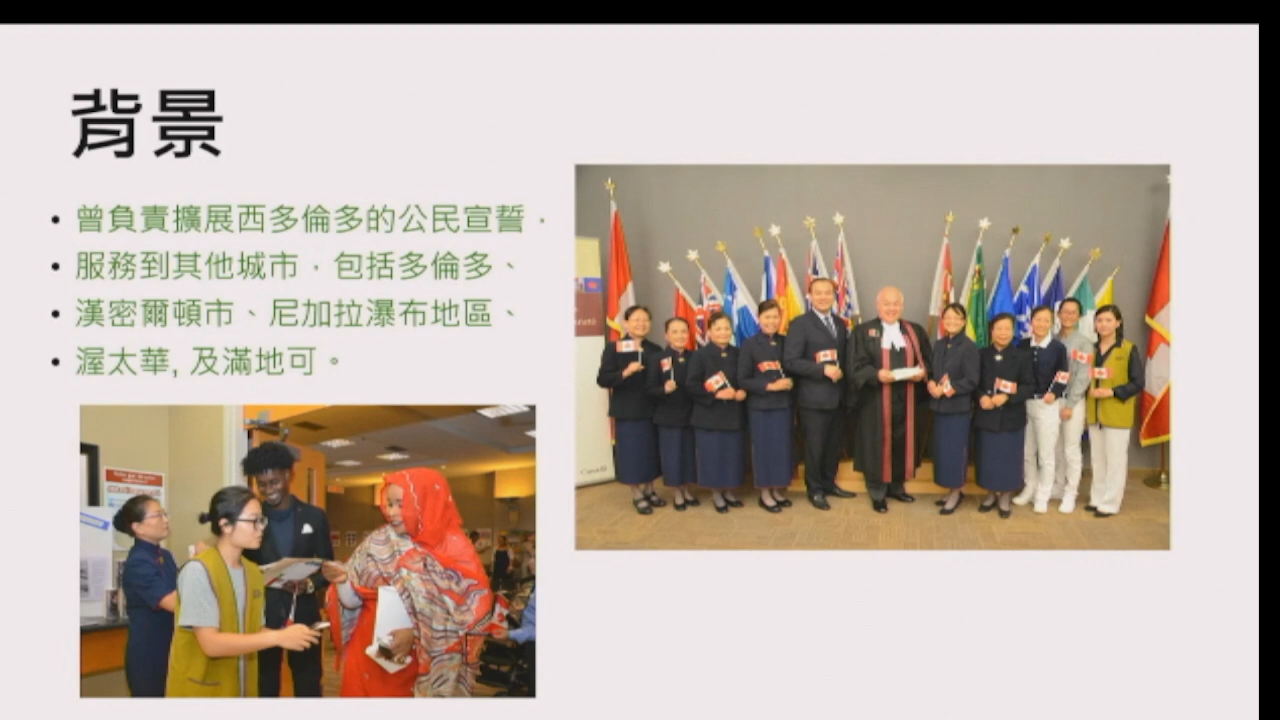 背景
• 曾負責擴展西多倫多的公民宣誓，
• 服務到其他城市，包括多倫多、
• 漢密爾頓市、尼加拉瀑布地區、
• 渥太華, 及滿地可。
Canada